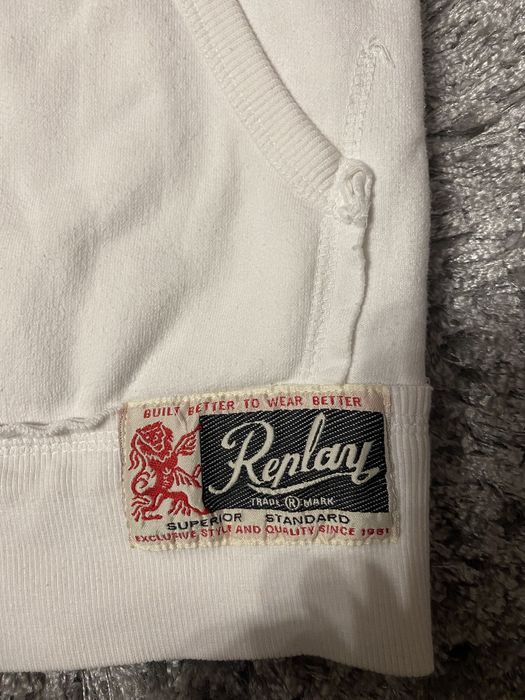 BUILT BETTER TO WEAR BETTER
Replay
TRADE ® MARK
SUPERIOR STANDARD
EXCLUSIVE STYLE AND QUALITY SINCE 1981